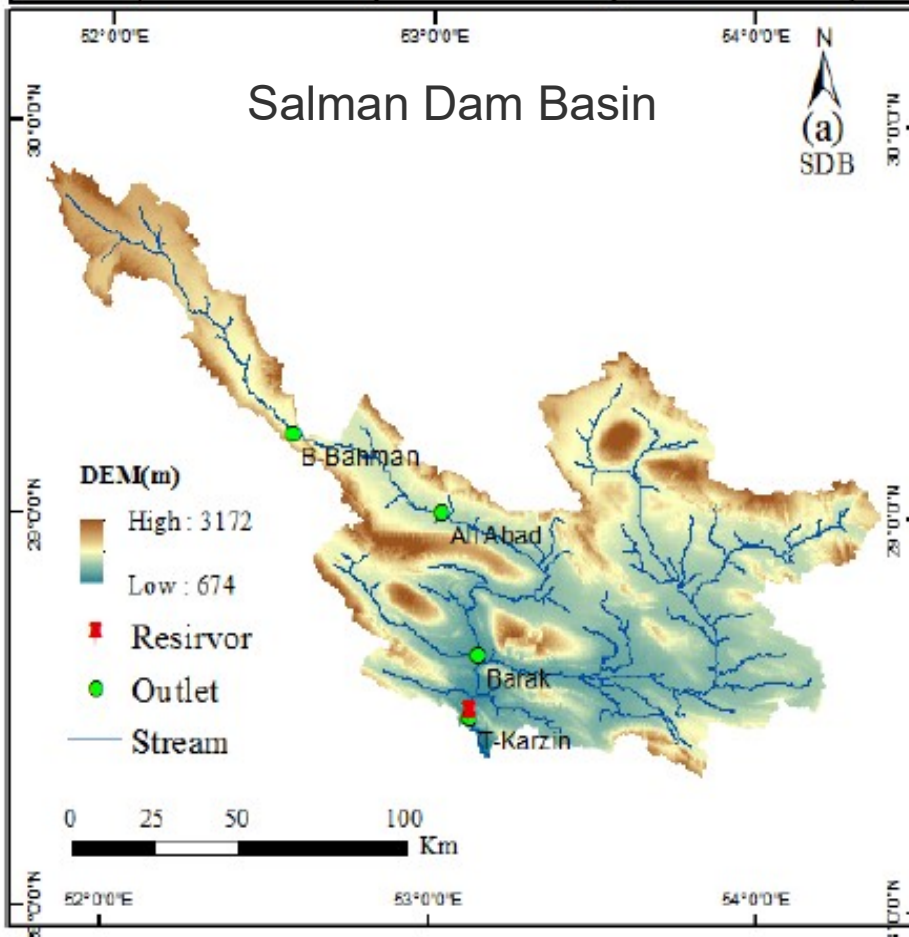 52°0'0"E 53°0'0"E 54°0'0"E
N
Salman Dam Basin
(a)
SDB
30°0'0"N
30°0'0"N
B-Bahman
DEM(m)
High : 3172
29°0'0"N
29°0'0"N
Ali Abad
Low : 674
Resirvor
Barak
Outlet
T-Karzin
Stream
0 25 50 100
Km
52°0'0"E 53°0'0"E 54°0'0"E